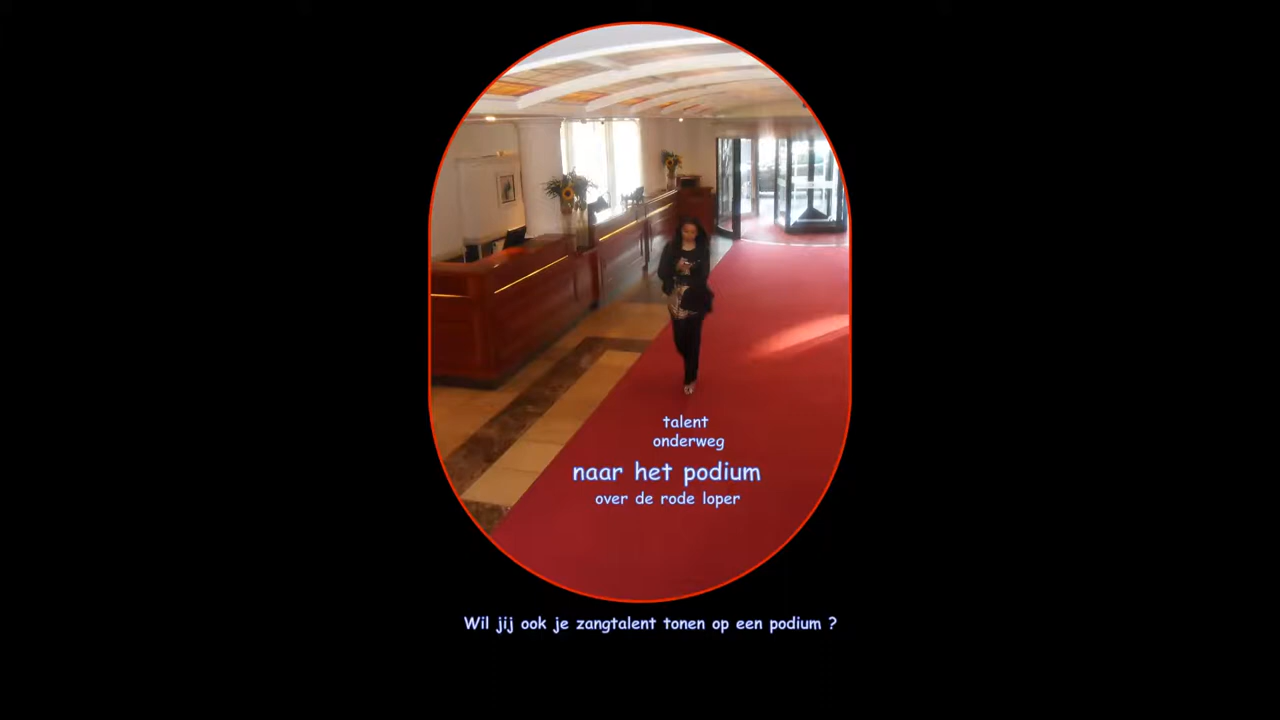 talent
onderweg
naar het podium
over de rode loper
Wil jij ook je zangtalent tonen op een podium ?